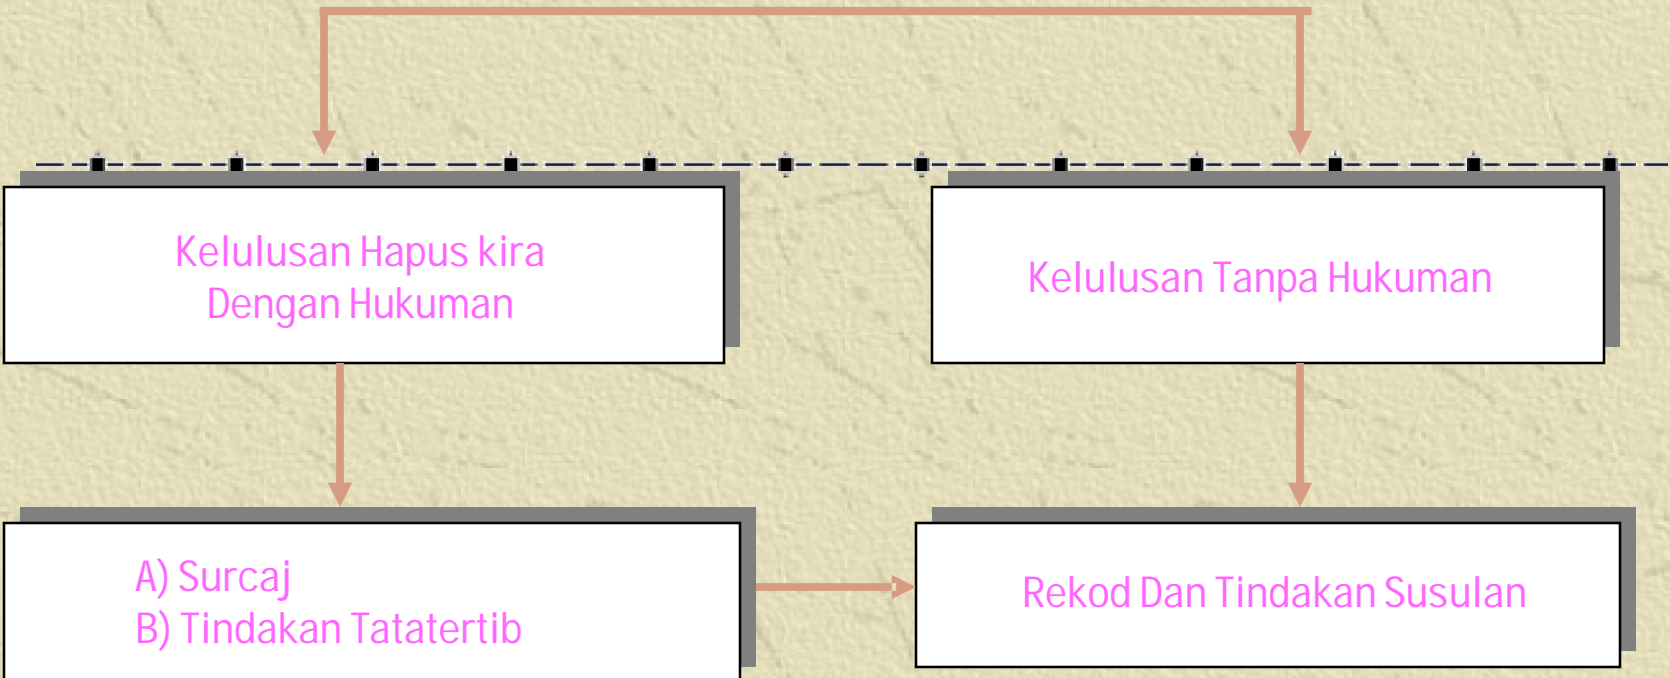 Kelulusan Hapus kira
Dengan Hukuman
Kelulusan Tanpa Hukuman
A) Surcaj
B) Tindakan Tatatertib
Rekod Dan Tindakan Susulan